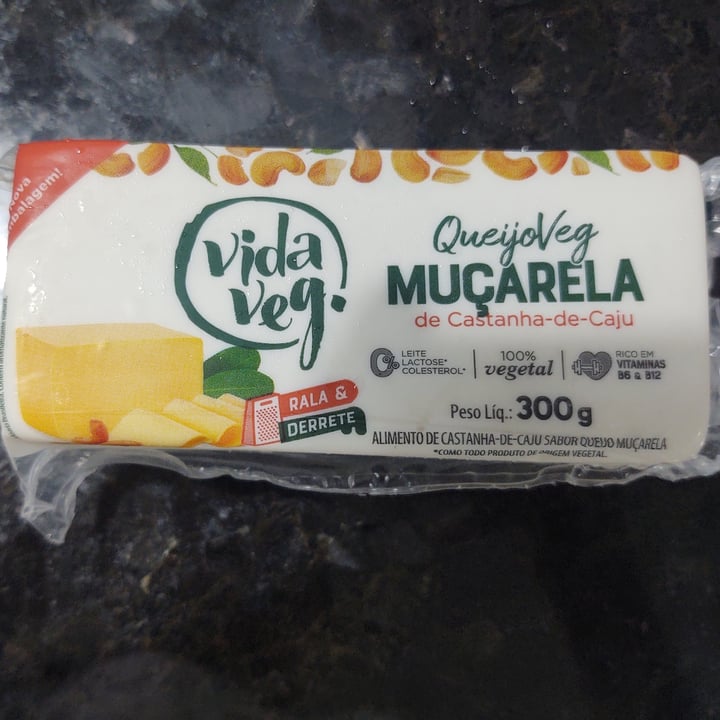 Nova
embalagem!
vida
veg.
QueijoVeg
MUÇARELA
de Castanha-de-Caju
0%
LEITE
LACTOSE*
COLESTEROL*
100%
vegetal
RICO EM
VITAMINAS
B6 & B12
RALA &
DERRETE
Peso Líq.: 300g
ALIMENTO DE CASTANHA-DE-CAJU SABOR QUEIJO MUÇARELA
*COMO TODO PRODUTO DE ORIGEM VEGETAL.